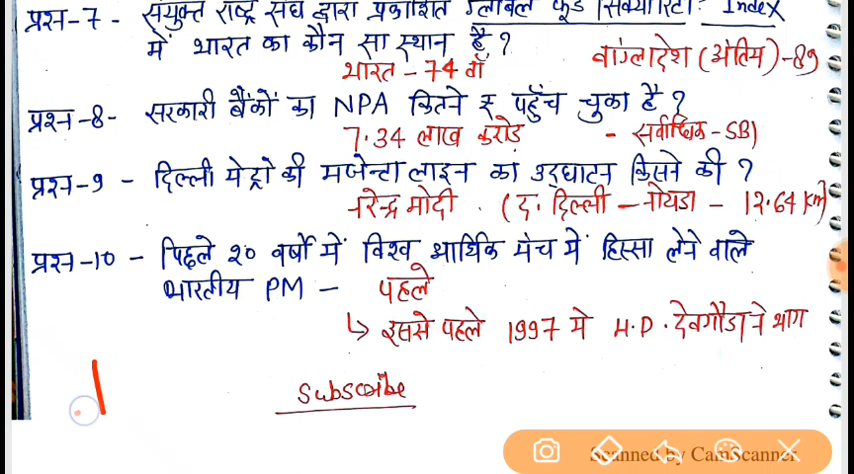 प्रश्न-7 - संयुक्त राष्ट्र संघ द्वारा प्रकाशित ग्लोबल फूड सिक्योरिटी Index
में भारत का कौन सा स्थान है ?
भारत - 74 वाँ बांग्लादेश (अंतिम) - 89
प्रश्न-8- सरकारी बैंकों का NPA कितने रू पहुँच चुका है ?
7.34 लाख करोड़ - सर्वाधिक - SBI
प्रश्न-9 - दिल्ली मेट्रो की मजेन्टा लाइन का उद्घाटन किसने की ?
नरेन्द्र मोदी . (द. दिल्ली - नोयडा - 12.64 Km)
प्रश्न-10 - पिछले 20 वर्षो में विश्व आर्थिक मंच में हिस्सा लेने वाले
भारतीय PM - पहले
↳ इससे पहले 1997 मे H.D. देवगौडा ने भाग
Subscribe
Scanned by CamScanner